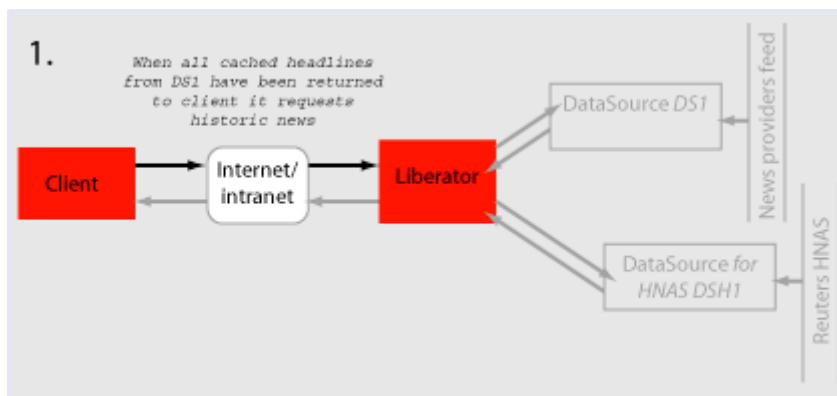 1.
When all cached headlines
from DS1 have been returned
to client it requests
historic news
Client
Internet/
intranet
Liberator
DataSource DS1
News providers feed
DataSource for
HNAS DSH1
Reuters HNAS